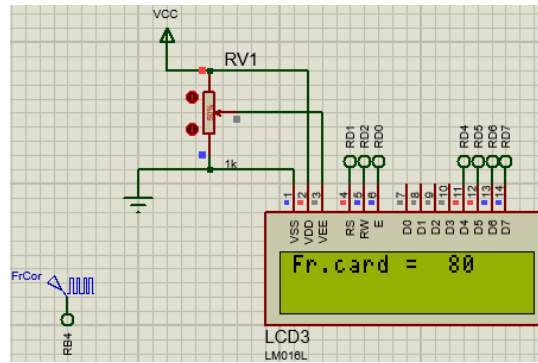 VCC
RV1
50%
1k
RD1
RD2
RD0
RD4
RD5
RD6
RD7
1
2
3
4
5
6
7
8
9
10
11
12
13
14
VSS
VDD
VEE
RS
RW
E
D0
D1
D2
D3
D4
D5
D6
D7
Fr.card = 80
FrCor
RB4
LCD3
LM016L